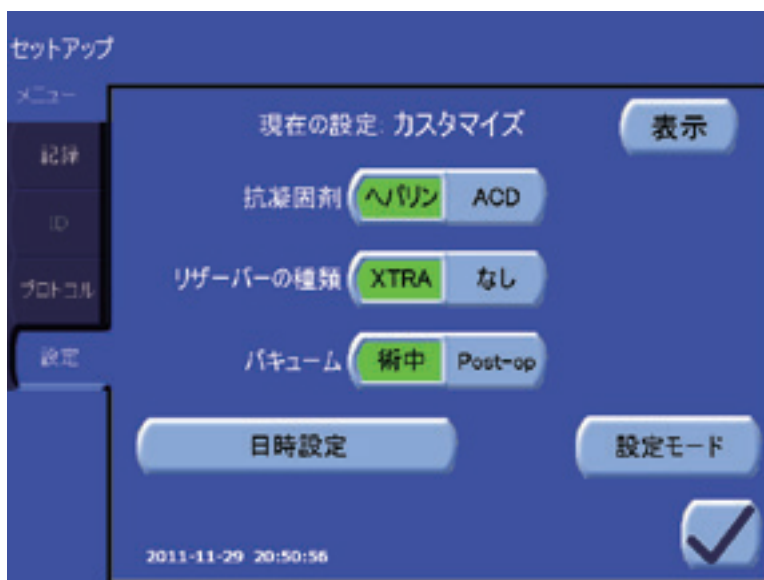 セットアップ
メニュー
現在の設定: カスタマイズ
表示
記録
抗凝固剤 ヘパリン ACD
ID
プロトコル
リザーバーの種類 XTRA なし
設定
バキューム 術中 Post-op
日時設定
設定モード
2011-11-29 20:50:56